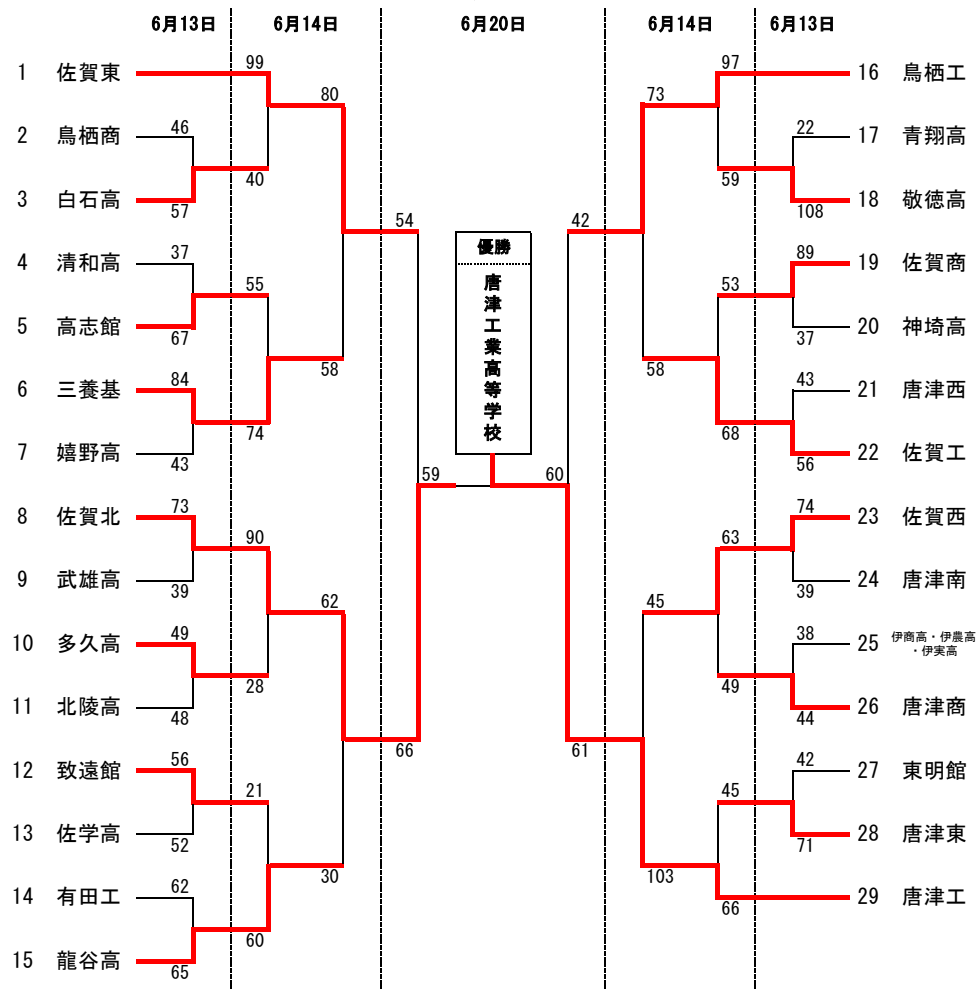 6月13日 6月14日 6月20日 6月14日 6月13日
1 佐賀東 99 80 73 97 16 鳥栖工
2 鳥栖商 46 22 17 青翔高
3 白石高 57 40 59 108 18 敬徳高
54 42
優勝
唐津工業高等学校
4 清和高 37 89 19 佐賀商
5 高志館 67 55 53 37 20 神埼高
6 三養基 84 58 58 43 21 唐津西
7 嬉野高 43 74 68 56 22 佐賀工
59 60
8 佐賀北 73 90 63 74 23 佐賀西
9 武雄高 39 39 24 唐津南
62 45
10 多久高 49 38 25 伊商高・伊農高
・伊実高
11 北陵高 48 28 49 44 26 唐津商
66 61
12 致遠館 56 21 45 42 27 東明館
13 佐学高 52 71 28 唐津東
30 103
14 有田工 62 66 29 唐津工
15 龍谷高 65 60